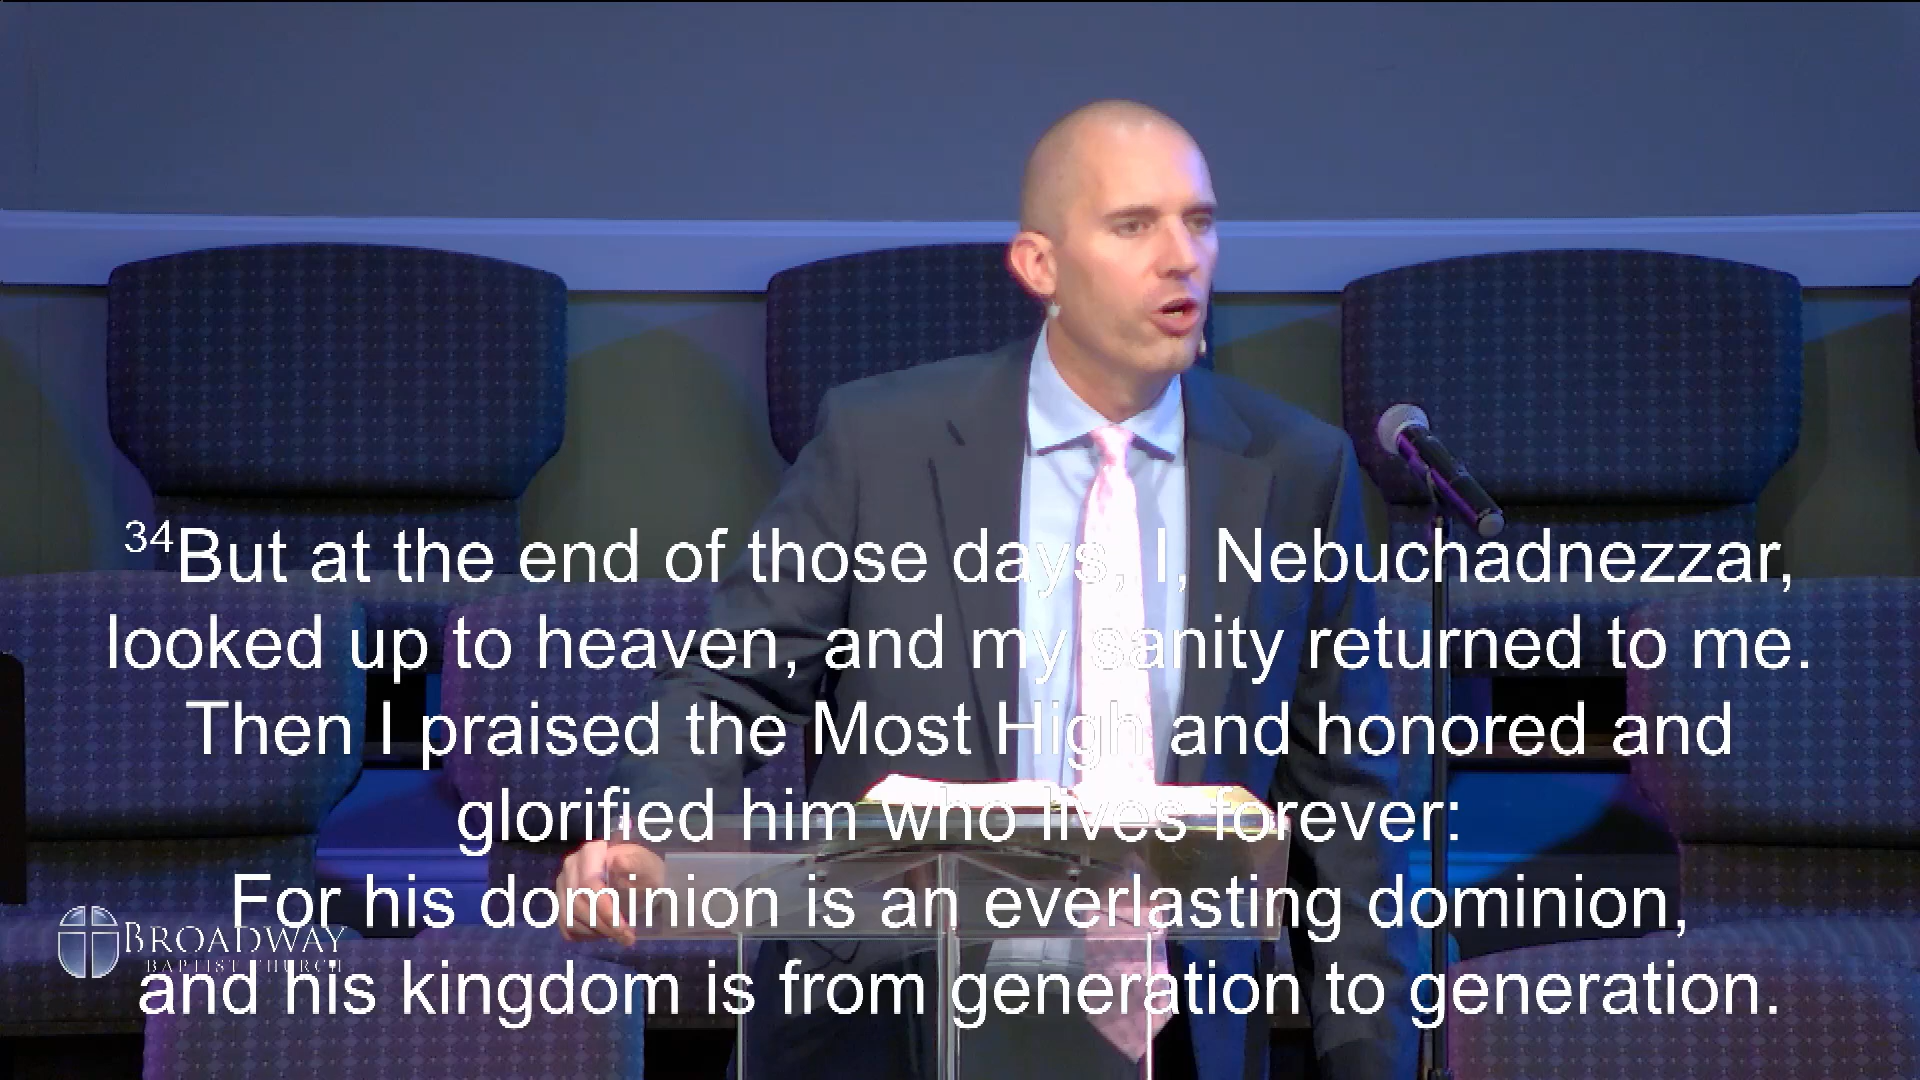 34But at the end of those days, I, Nebuchadnezzar,
looked up to heaven, and my sanity returned to me.
Then I praised the Most High and honored and
glorified him who lives forever:
For his dominion is an everlasting dominion,
and his kingdom is from generation to generation.
BROADWAY
BAPTIST CHURCH